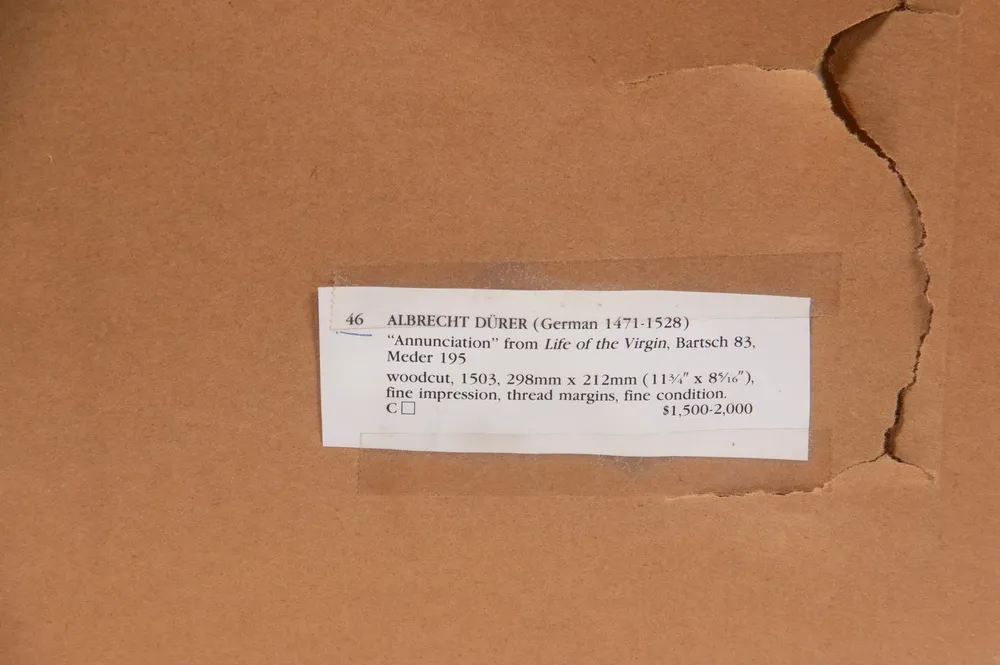 46 ALBRECHT DÜRER (German 1471-1528)
"Annunciation" from Life of the Virgin, Bartsch 83,
Meder 195
woodcut, 1503, 298mm x 212mm (11¾" x 8⁵⁄₁₆"),
fine impression, thread margins, fine condition.
C☐ $1,500-2,000